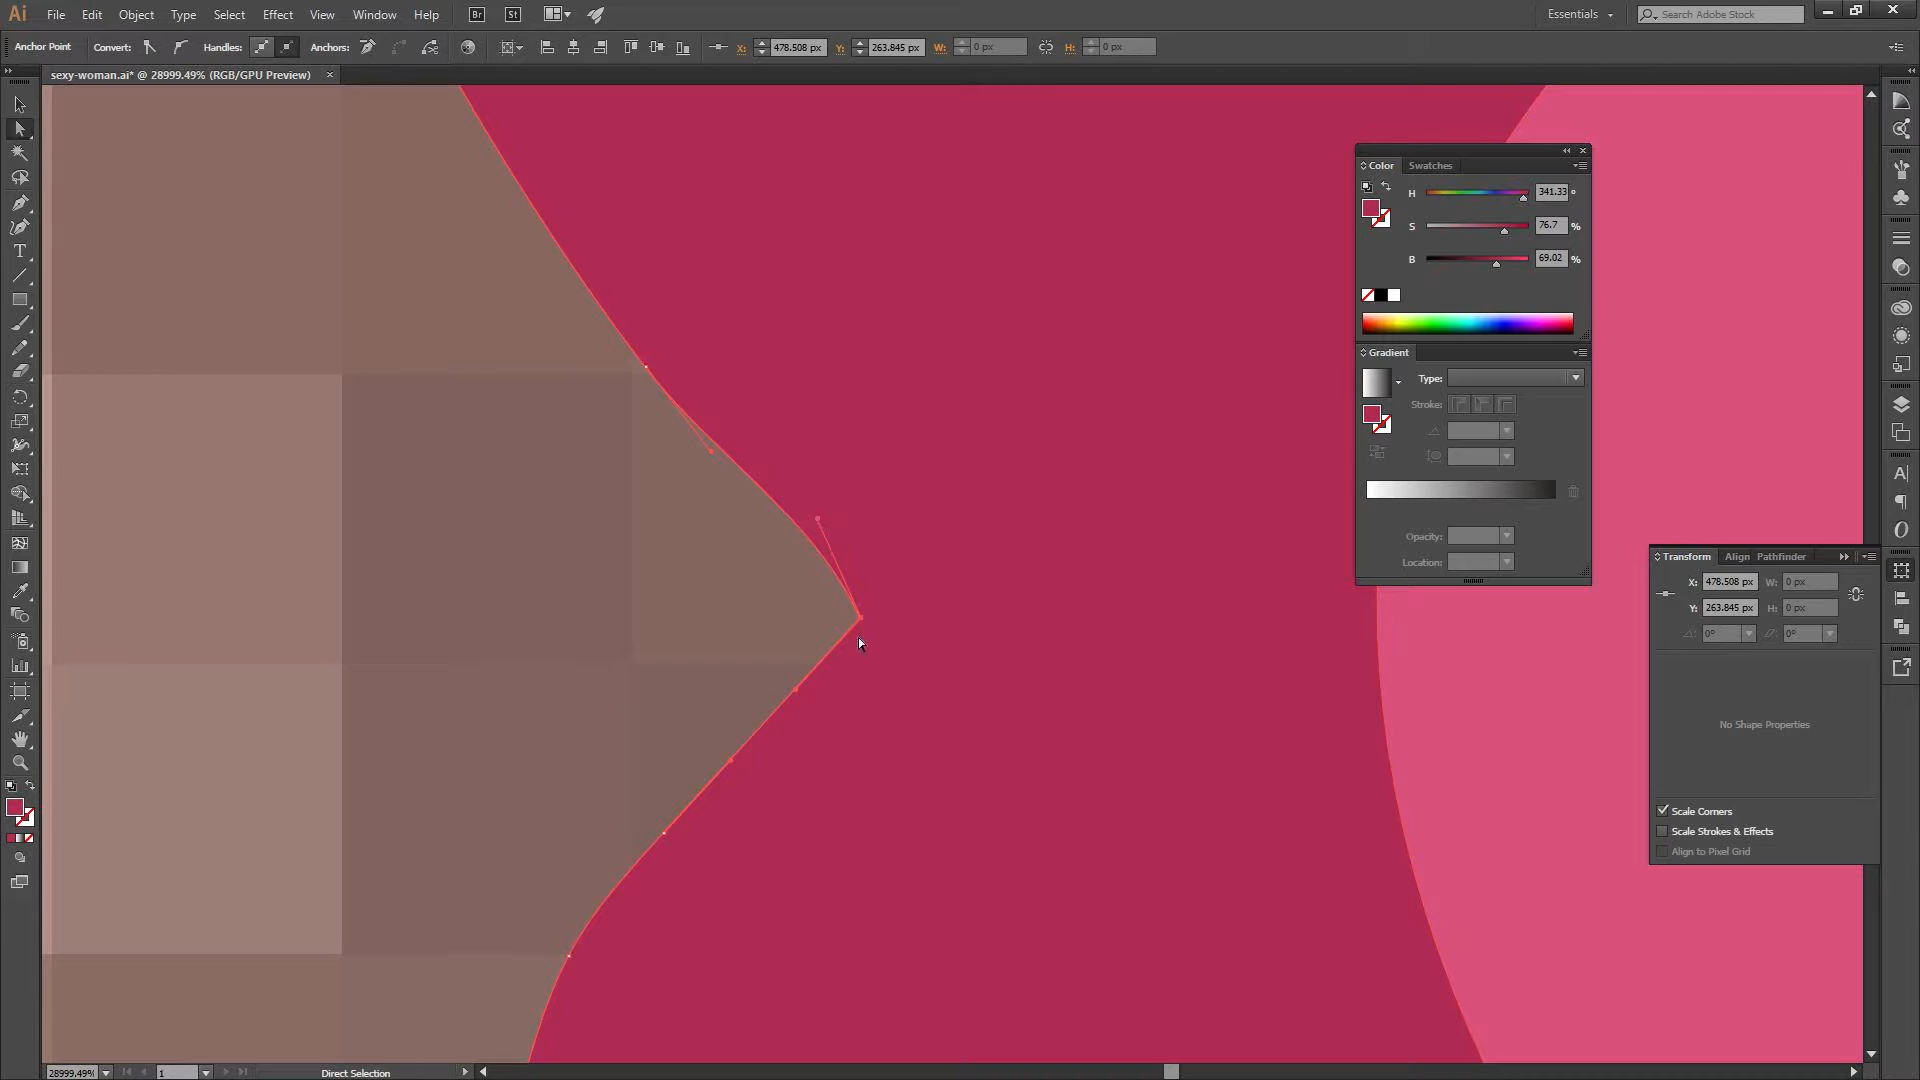 Ai File Edit Object Type Select Effect View Window Help Br St Essentials Search Adobe Stock
Anchor Point Convert: Handles: Anchors: X: 478.508 px Y: 263.845 px W: 0 px H: 0 px
sexy-woman.ai* @ 28999.49% (RGB/GPU Preview) ×
Color Swatches
H 341.33 °
S 76.7 %
B 69.02 %
Gradient
Type:
Stroke:
Opacity:
Location:
Transform Align Pathfinder
X: 478.508 px W: 0 px
Y: 263.845 px H: 0 px
0° 0°
No Shape Properties
Scale Corners
Scale Strokes & Effects
Align to Pixel Grid
28999.49% 1 Direct Selection